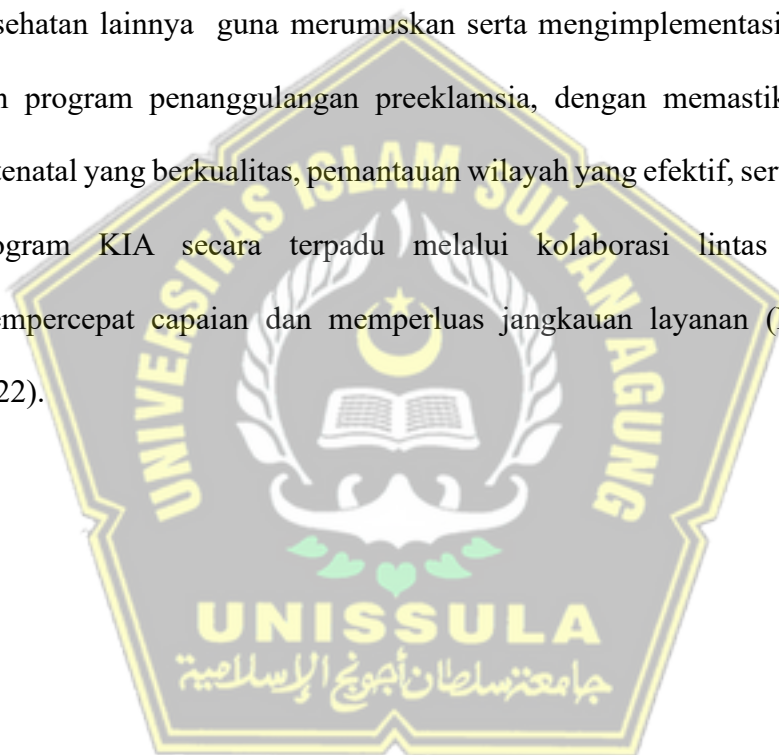 sehatan lainnya guna merumuskan serta mengimplementasi
program penanggulangan preeklamsia, dengan memastik
tenatal yang berkualitas, pemantauan wilayah yang efektif, ser
ogram KIA secara terpadu melalui kolaborasi lintas
empercepat capaian dan memperluas jangkauan layanan (
22).
UNIVERSITAS ISLAM SULTAN AGUNG
UNISSULA
جامعة سلطان أجونج الإسلامية